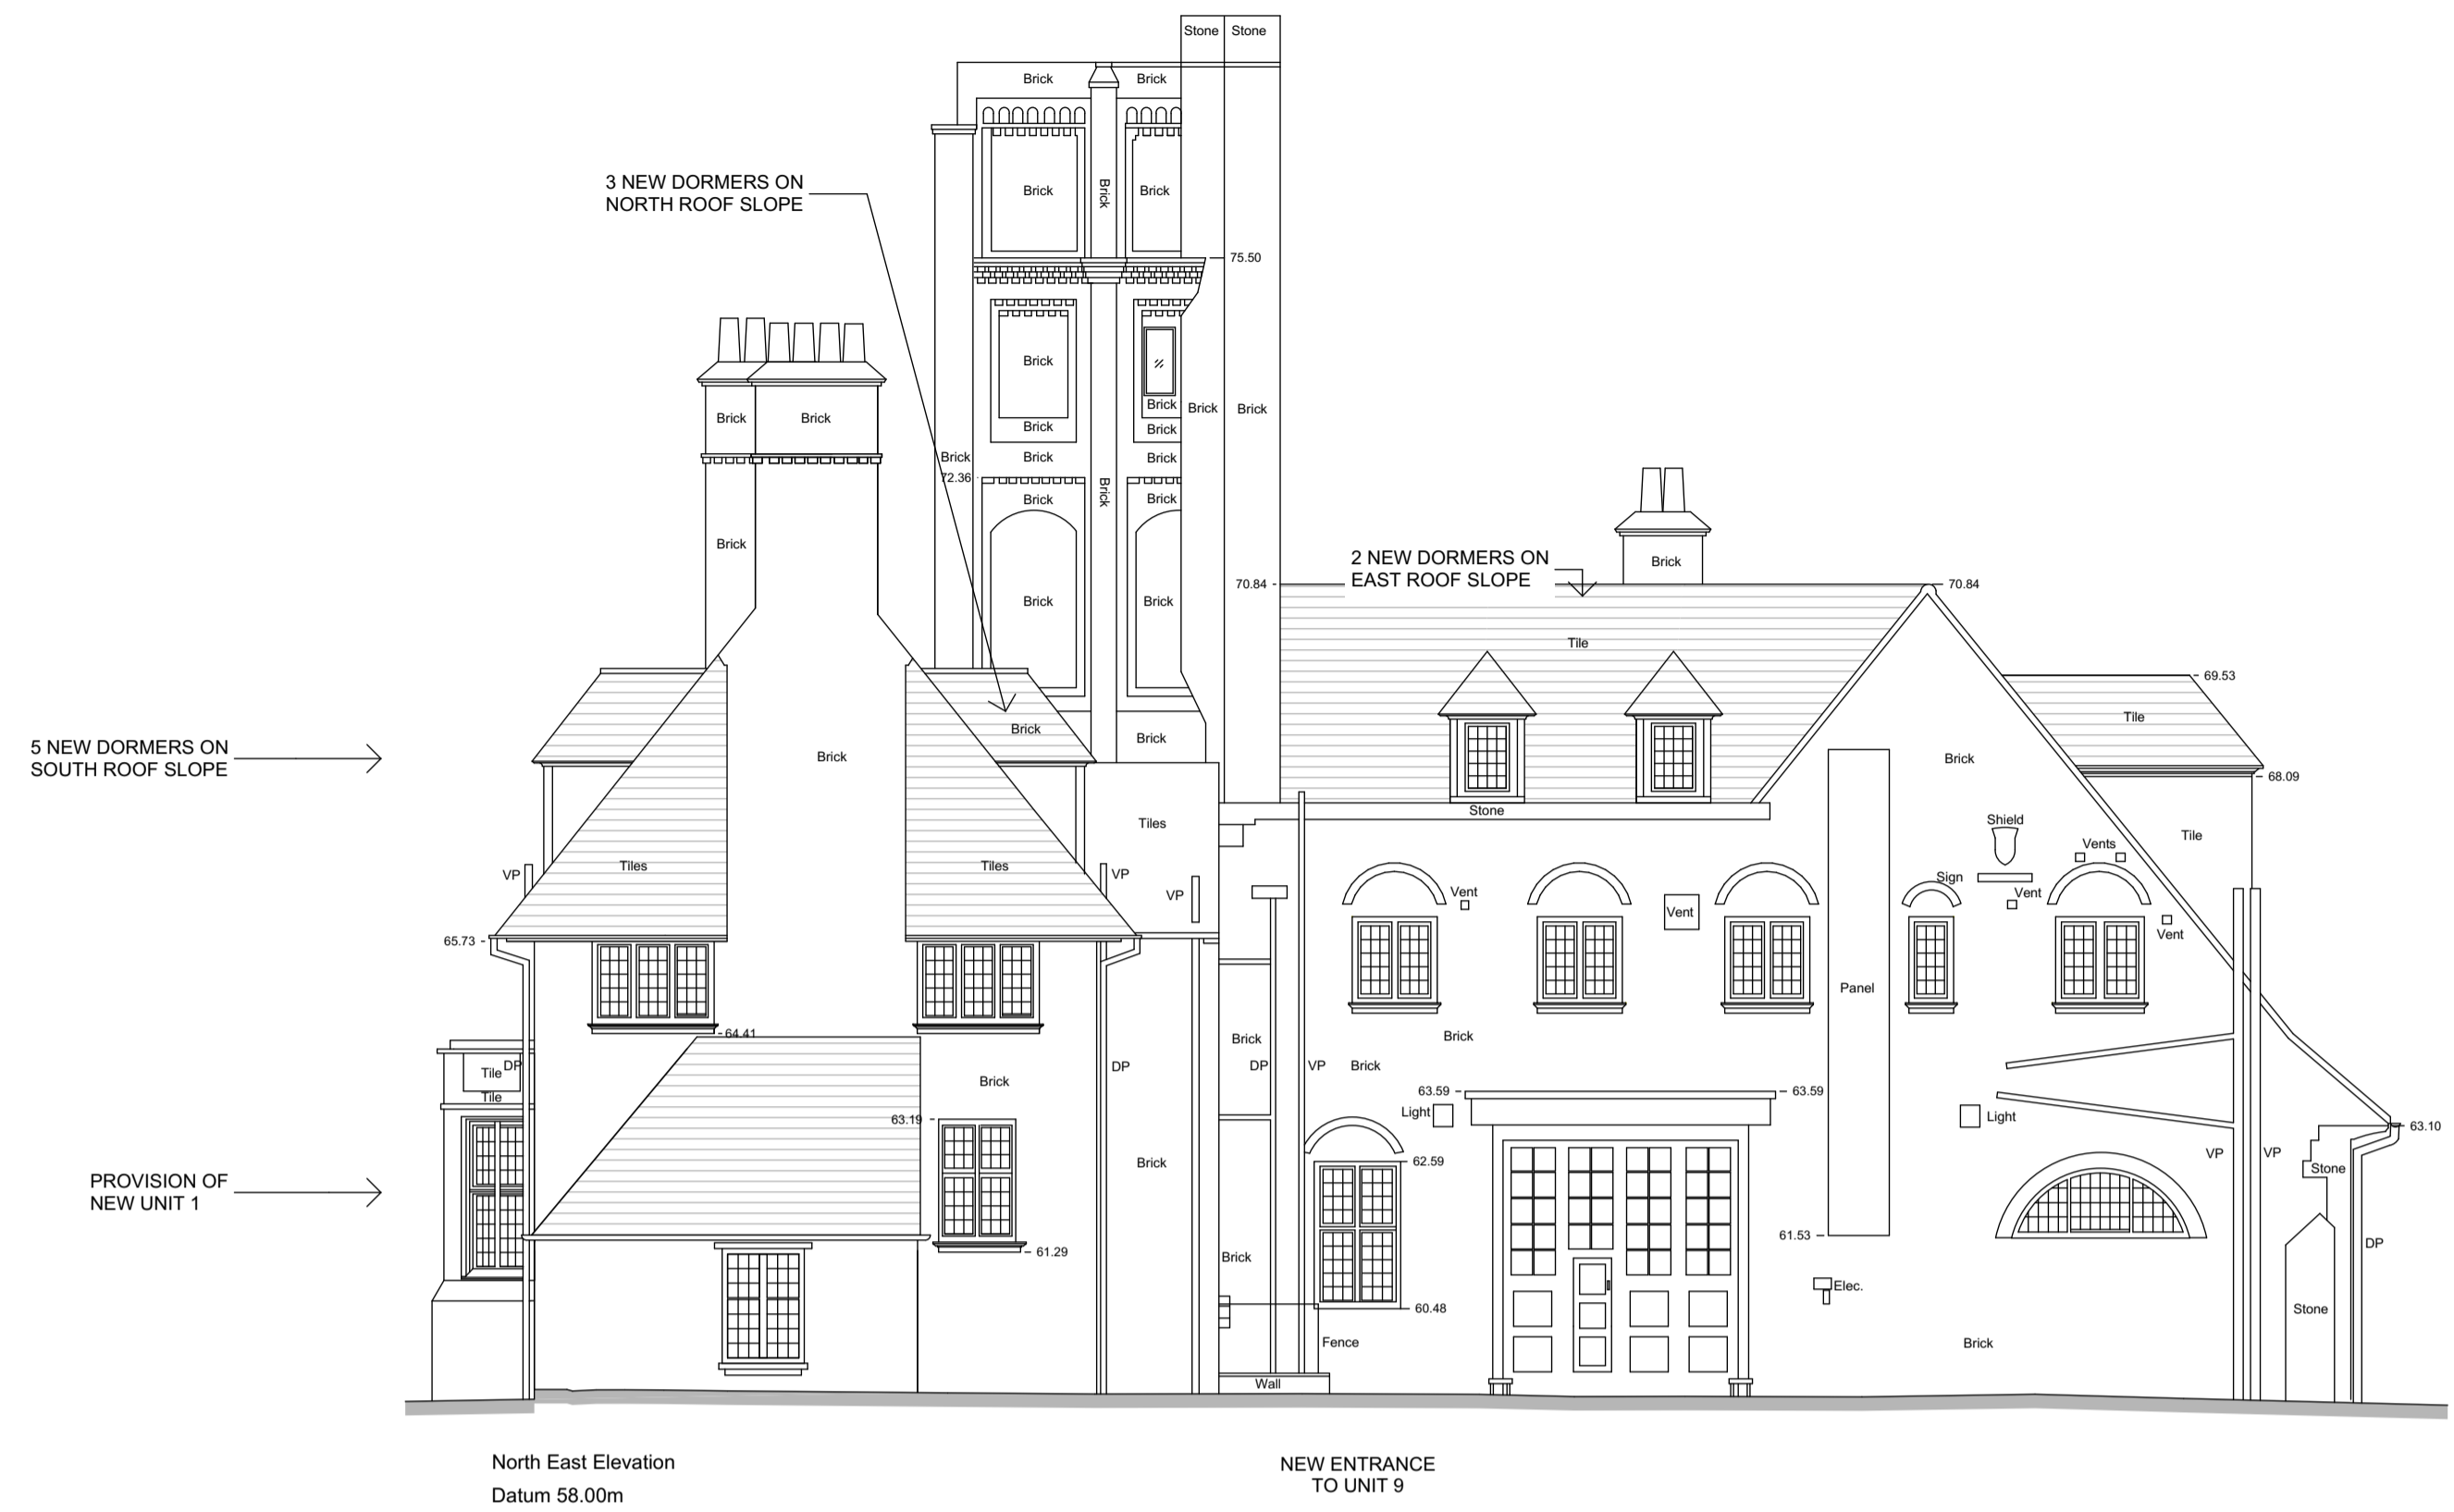 Stone Stone
Brick Brick
3 NEW DORMERS ON
NORTH ROOF SLOPE
Brick Brick Brick
75.50
Brick
Brick Brick Brick Brick
Brick Brick
Brick Brick
Brick Brick Brick
72.36
Brick Brick Brick
Brick
2 NEW DORMERS ON
EAST ROOF SLOPE
Brick
70.84 70.84
Brick Brick
Tile
69.53
Tile
Brick Brick
5 NEW DORMERS ON
SOUTH ROOF SLOPE
Brick
Brick
68.09
Stone
Tiles
Shield
Tile
Vents
Tiles Tiles
VP VP
Sign
VP Vent Vent
Vent
Vent
65.73
Panel
64.41
Brick Brick
DP DP DP VP Brick
Tile
Brick
Tile
63.59 63.59
Light Light
63.19
63.10
Brick
62.59
VP VP
Stone
PROVISION OF
NEW UNIT 1
61.53
DP
61.29
Brick
Elec.
60.48
Stone
Fence
Brick
Wall
North East Elevation
Datum 58.00m
NEW ENTRANCE
TO UNIT 9